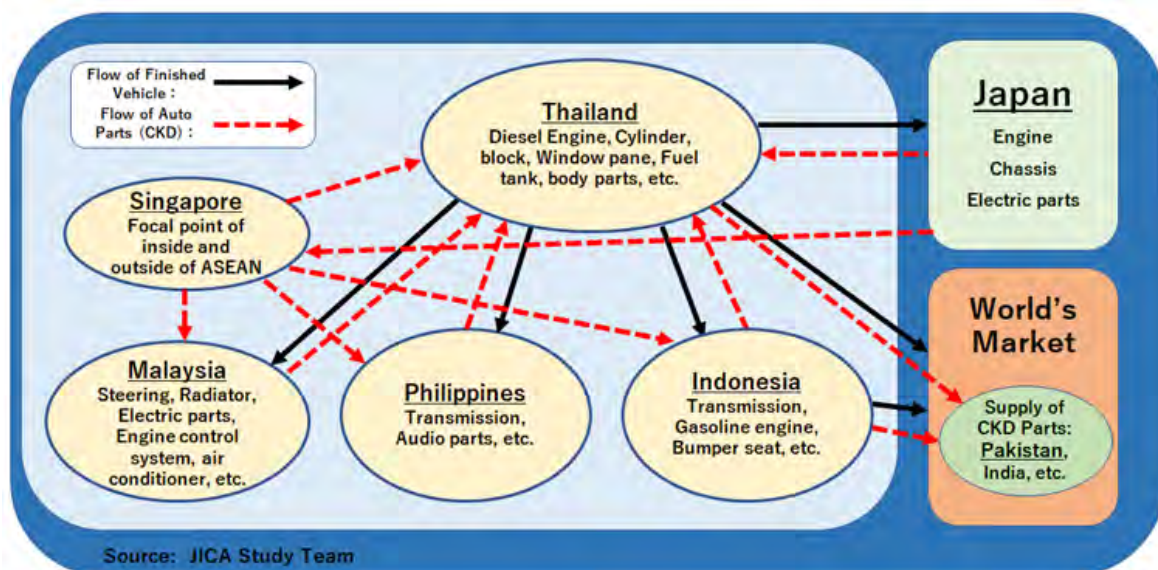 Flow of Finished
Vehicle :
Flow of Auto
Parts (CKD) :
Thailand
Diesel Engine, Cylinder,
block, Window pane, Fuel
tank, body parts, etc.
Japan
Engine
Chassis
Electric parts
Singapore
Focal point of
inside and
outside of ASEAN
World's
Market
Malaysia
Steering, Radiator,
Electric parts,
Engine control
system, air
conditioner, etc.
Philippines
Transmission,
Audio parts, etc.
Indonesia
Transmission,
Gasoline engine,
Bumper seat, etc.
Supply of
CKD Parts:
Pakistan,
India, etc.
Source: JICA Study Team